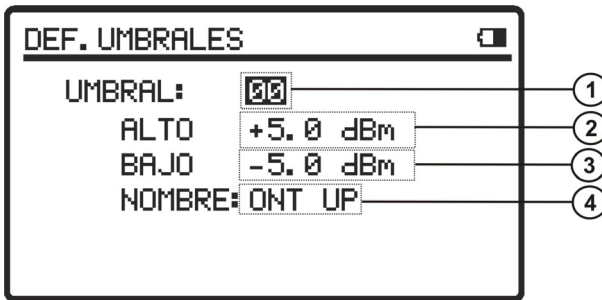 DEF. UMBRALES
UMBRAL: 00 1
ALTO +5.0 dBm 2
BAJO -5.0 dBm 3
NOMBRE: ONT UP 4